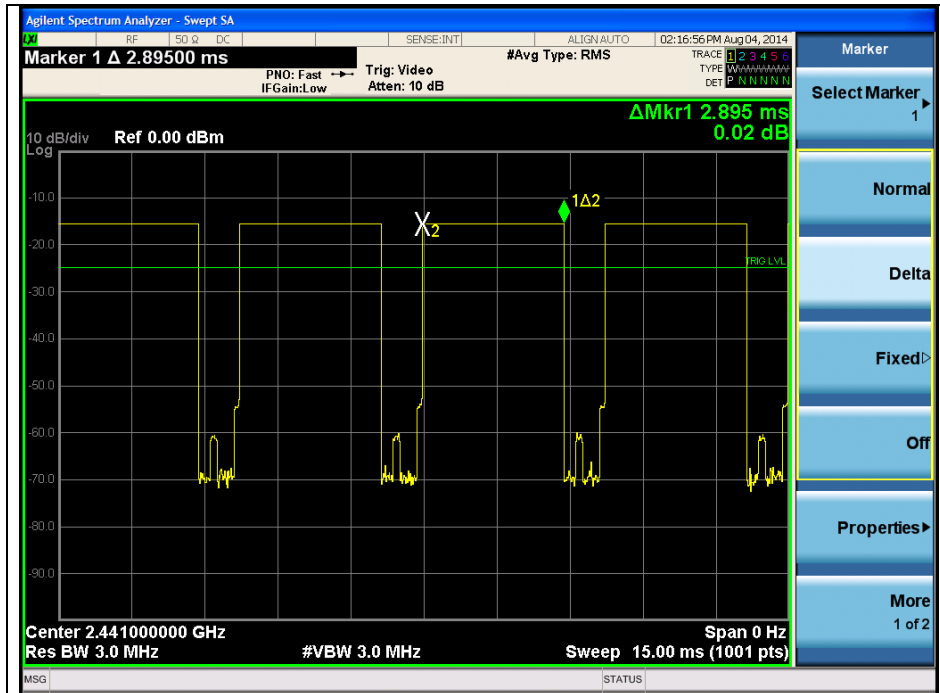 Agilent Spectrum Analyzer - Swept SA
LXI RF 50 Ω DC SENSE:INT ALIGN AUTO 02:16:56 PM Aug 04, 2014
Marker 1 Δ 2.89500 ms
PNO: Fast
IFGain:Low
Trig: Video
Atten: 10 dB
#Avg Type: RMS
TRACE 1 2 3 4 5 6
TYPE W
DET P N N N N N
Marker
Select Marker
1
Normal
Delta
Fixed
Off
Properties
More
1 of 2
ΔMkr1 2.895 ms
0.02 dB
10 dB/div Ref 0.00 dBm
Log
-10.0
-20.0
-30.0
-40.0
-50.0
-60.0
-70.0
-80.0
-90.0
X2
1Δ2
TRIG LVL
Center 2.441000000 GHz Span 0 Hz
Res BW 3.0 MHz #VBW 3.0 MHz Sweep 15.00 ms (1001 pts)
MSG STATUS